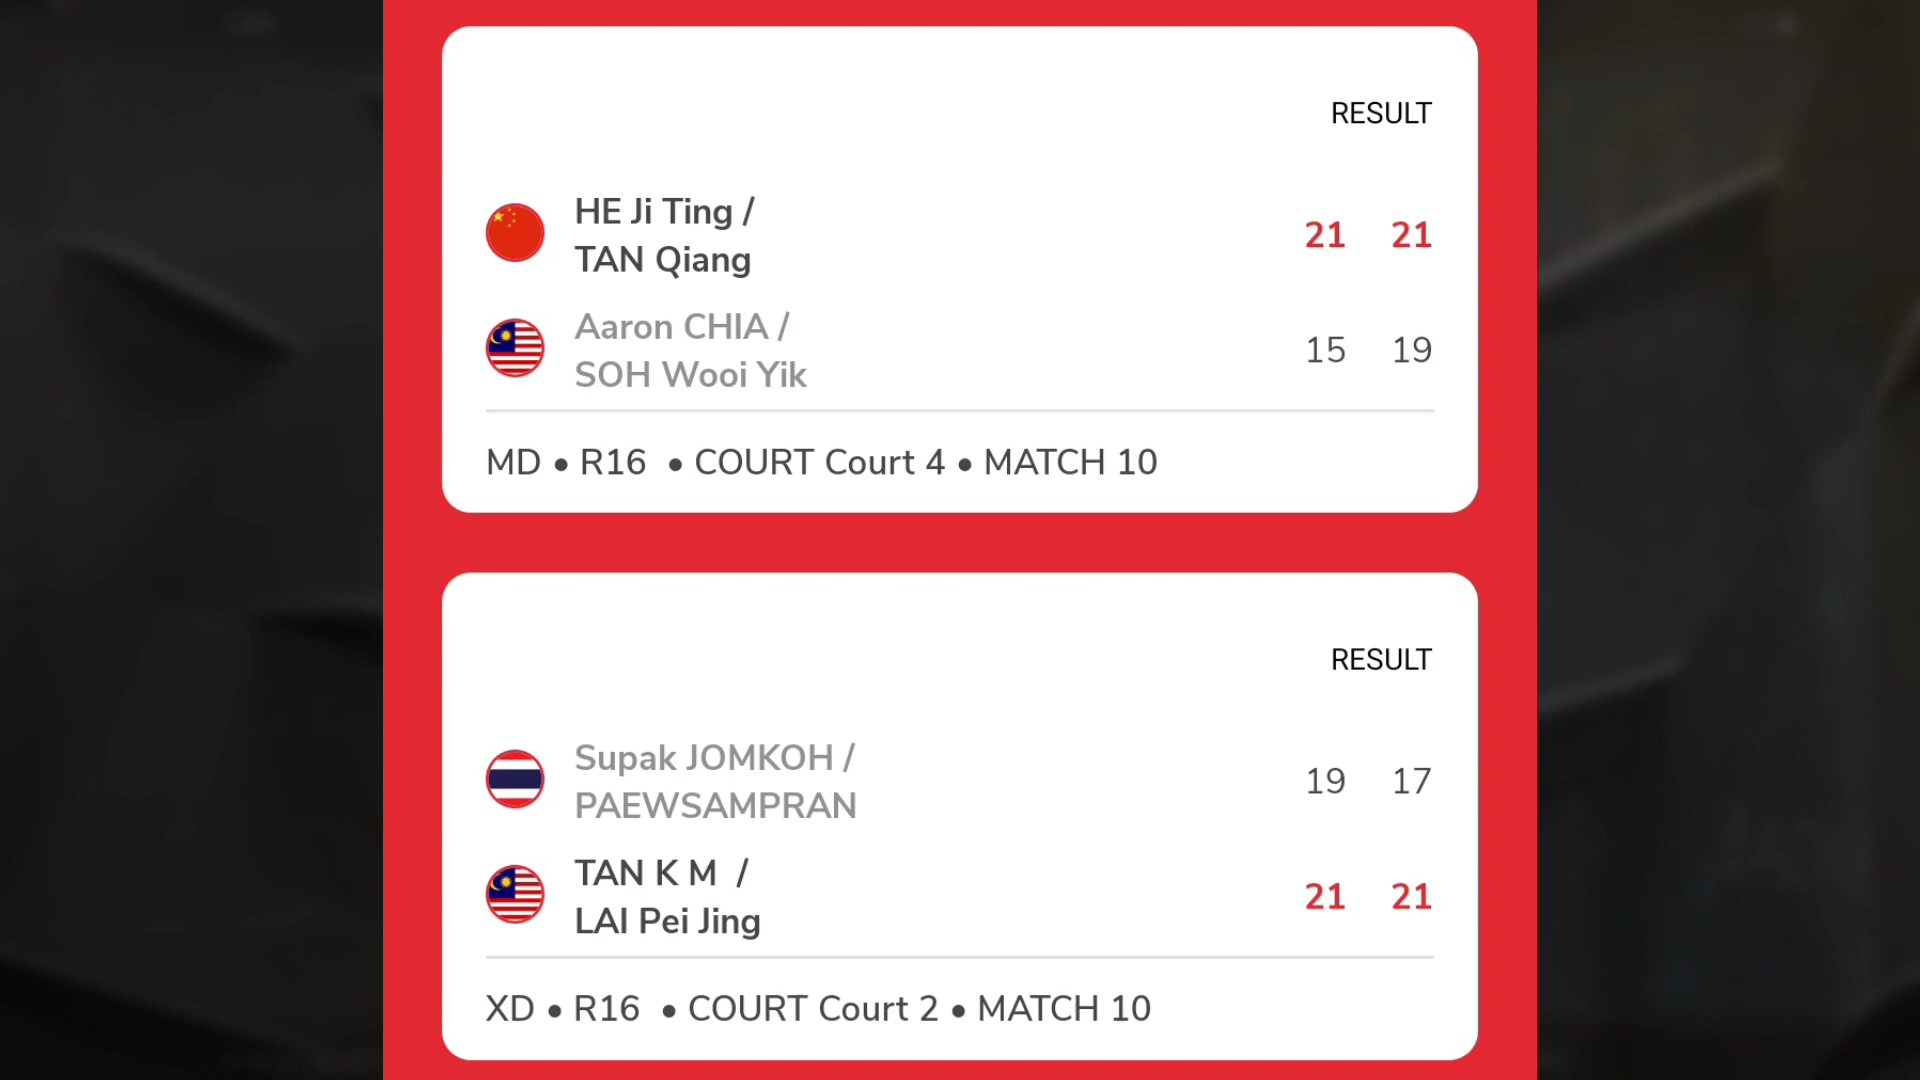 RESULT
HE Ji Ting /
TAN Qiang
21 21
Aaron CHIA /
SOH Wooi Yik
15 19
MD • R16 • COURT Court 4 • MATCH 10
RESULT
Supak JOMKOH /
PAEWSAMPRAN
19 17
TAN K M /
LAI Pei Jing
21 21
XD • R16 • COURT Court 2 • MATCH 10